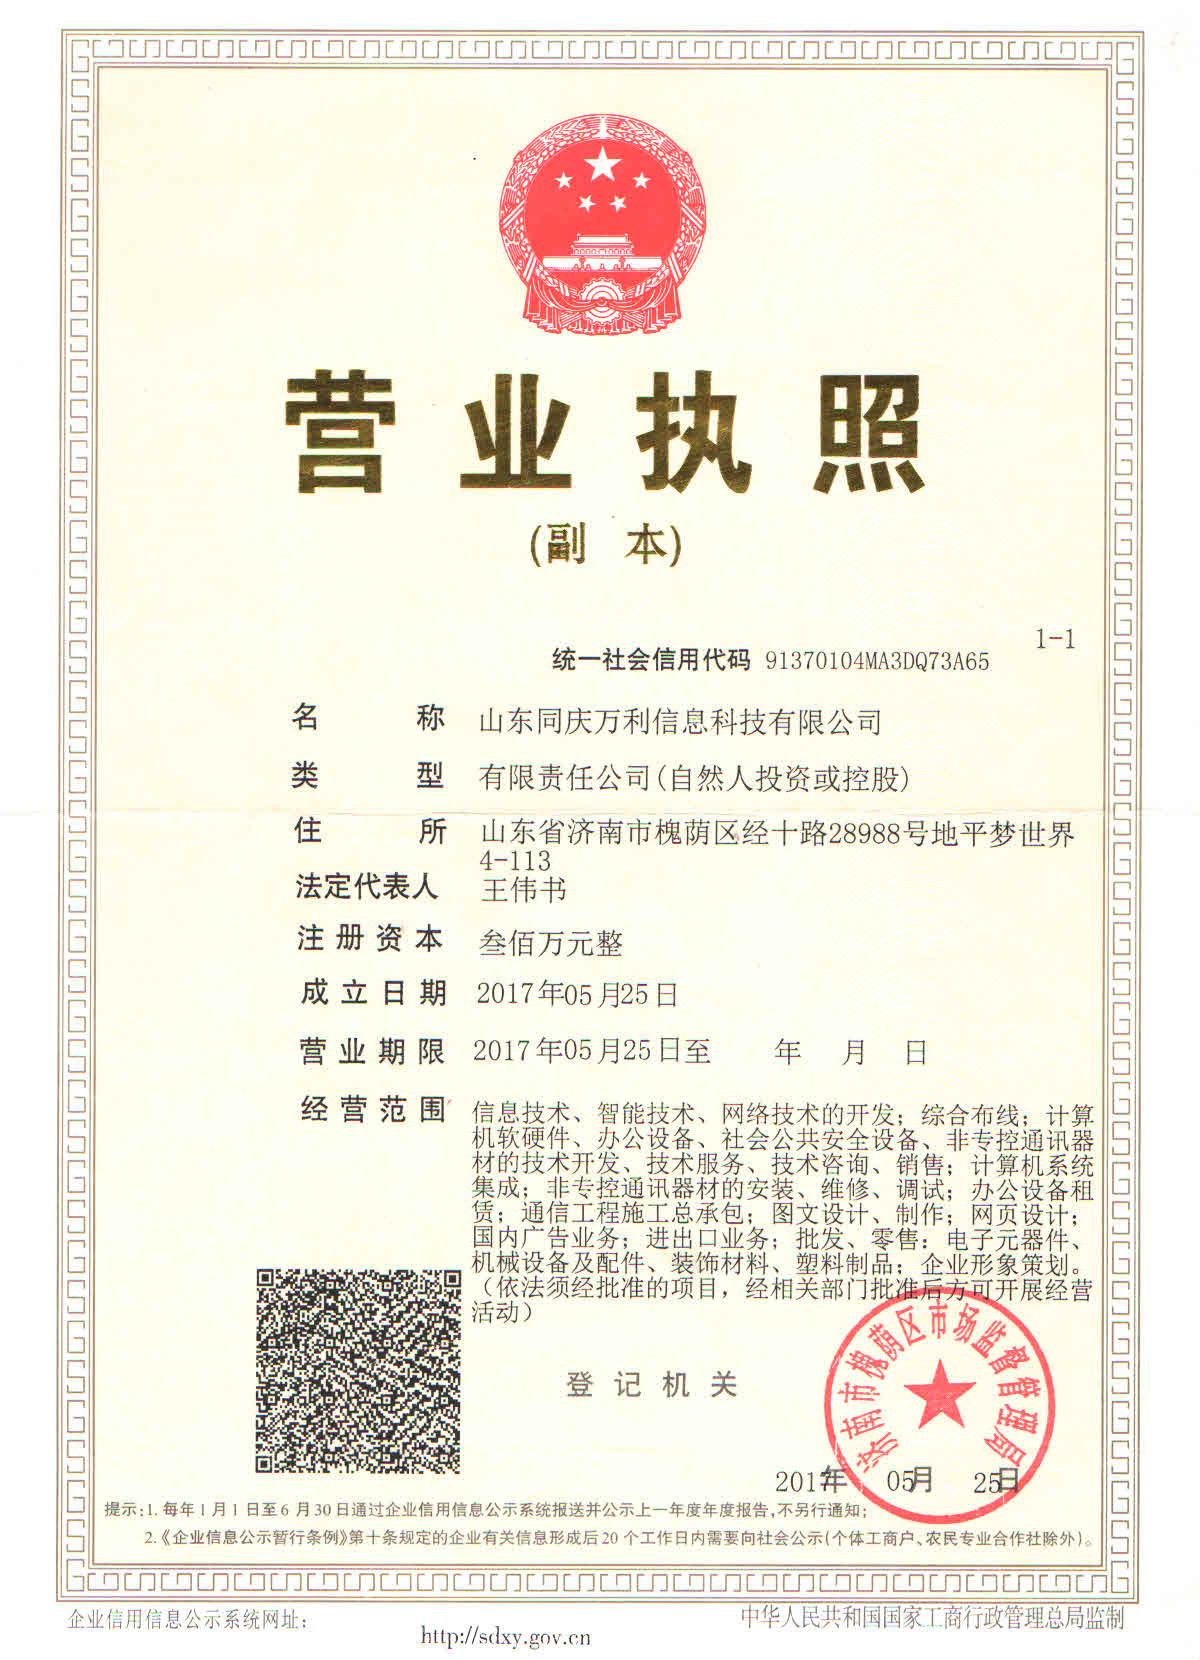 营业执照
(副 本)
1-1
统一社会信用代码 91370104MA3DQ73A65
名 称 山东同庆万利信息科技有限公司
类 型 有限责任公司(自然人投资或控股)
住 所 山东省济南市槐荫区经十路28988号地平梦世界
4-113
法定代表人 王伟书
注册资本 叁佰万元整
成立日期 2017年05月25日
营业期限 2017年05月25日至 年 月 日
经营范围 信息技术、智能技术、网络技术的开发；综合布线；计算
机软硬件、办公设备、社会公共安全设备、非专控通讯器
材的技术开发、技术服务、技术咨询、销售；计算机系统
集成；非专控通讯器材的安装、维修、调试；办公设备租
赁；通信工程施工总承包；图文设计、制作；网页设计；
国内广告业务；进出口业务；批发、零售：电子元器件、
机械设备及配件、装饰材料、塑料制品；企业形象策划。
（依法须经批准的项目，经相关部门批准后方可开展经营
活动）
登记机关
济南市槐荫区市场监督管理局
2017年 05月 25日
提示：1. 每年1月1日至6月30日通过企业信用信息公示系统报送并公示上一年度年度报告，不另行通知；
2.《企业信息公示暂行条例》第十条规定的企业有关信息形成后20个工作日内需要向社会公示（个体工商户、农民专业合作社除外）。
企业信用信息公示系统网址：
http://sdxy.gov.cn
中华人民共和国国家工商行政管理总局监制